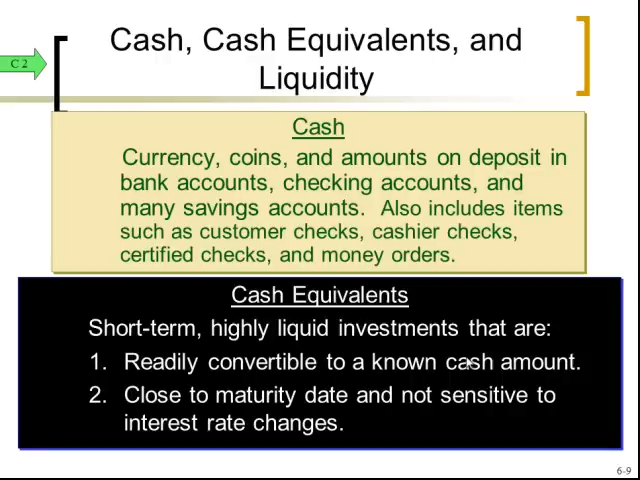 Cash, Cash Equivalents, and
Liquidity
C 2
Cash
Currency, coins, and amounts on deposit in
bank accounts, checking accounts, and
many savings accounts. Also includes items
such as customer checks, cashier checks,
certified checks, and money orders.
Cash Equivalents
Short-term, highly liquid investments that are:
1. Readily convertible to a known cash amount.
2. Close to maturity date and not sensitive to
interest rate changes.
6-9